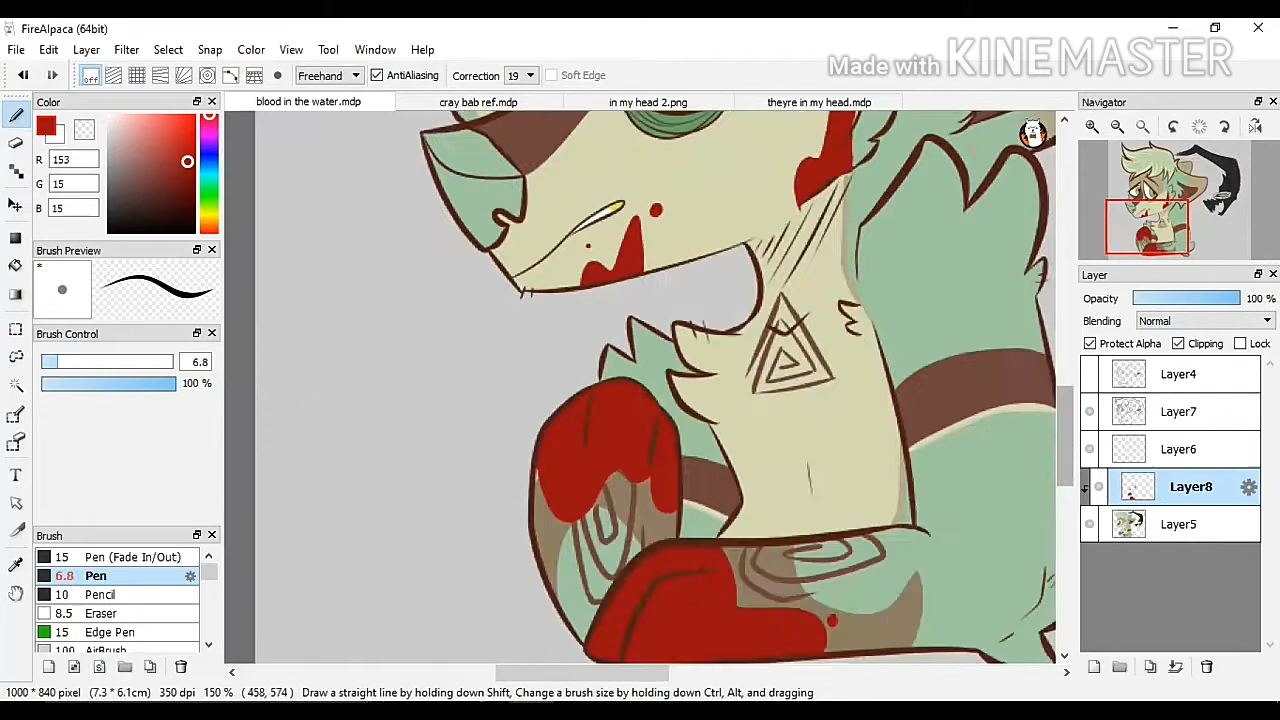 FireAlpaca (64bit)
File Edit Layer Filter Select Snap Color View Tool Window Help
Made with KINEMASTER
off Freehand AntiAliasing Correction 19 Soft Edge
Color
blood in the water.mdp cray bab ref.mdp in my head 2.png theyre in my head.mdp
Navigator
R 153
G 15
B 15
Brush Preview
*
Layer
Opacity 100 %
Blending Normal
Brush Control
Protect Alpha Clipping Lock
6.8
100 %
Layer4
Layer7
Layer6
Layer8
Layer5
Brush
15 Pen (Fade In/Out)
6.8 Pen
10 Pencil
8.5 Eraser
15 Edge Pen
100 AirBrush
1000 * 840 pixel (7.3 * 6.1cm) 350 dpi 150 % ( 458, 574 ) Draw a straight line by holding down Shift, Change a brush size by holding down Ctrl, Alt, and dragging